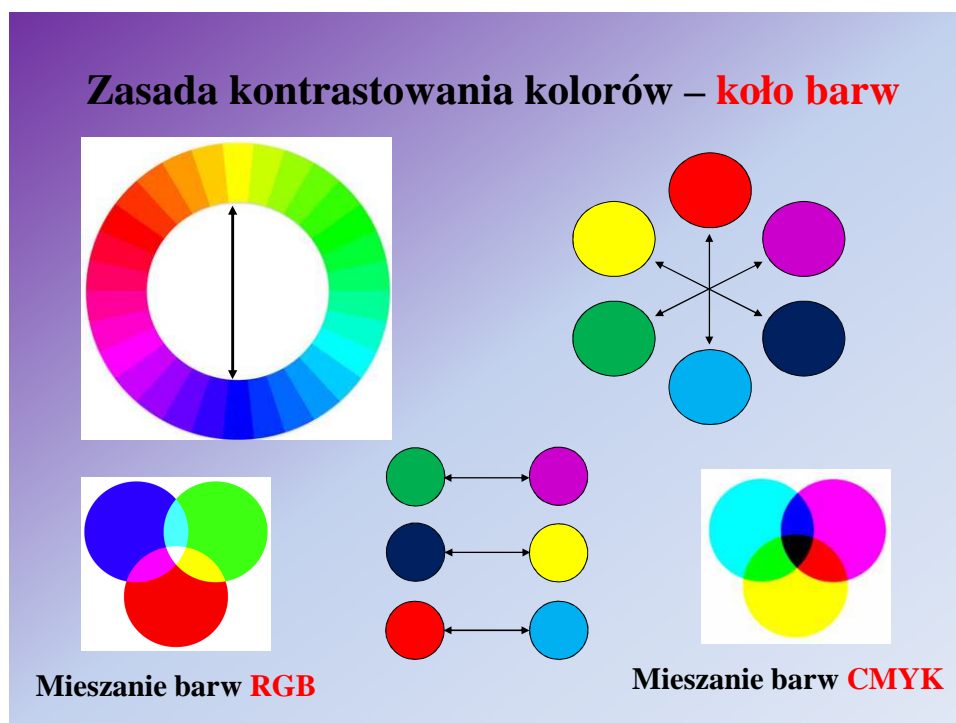 Zasada kontrastowania kolorów – koło barw
Mieszanie barw RGB
Mieszanie barw CMYK